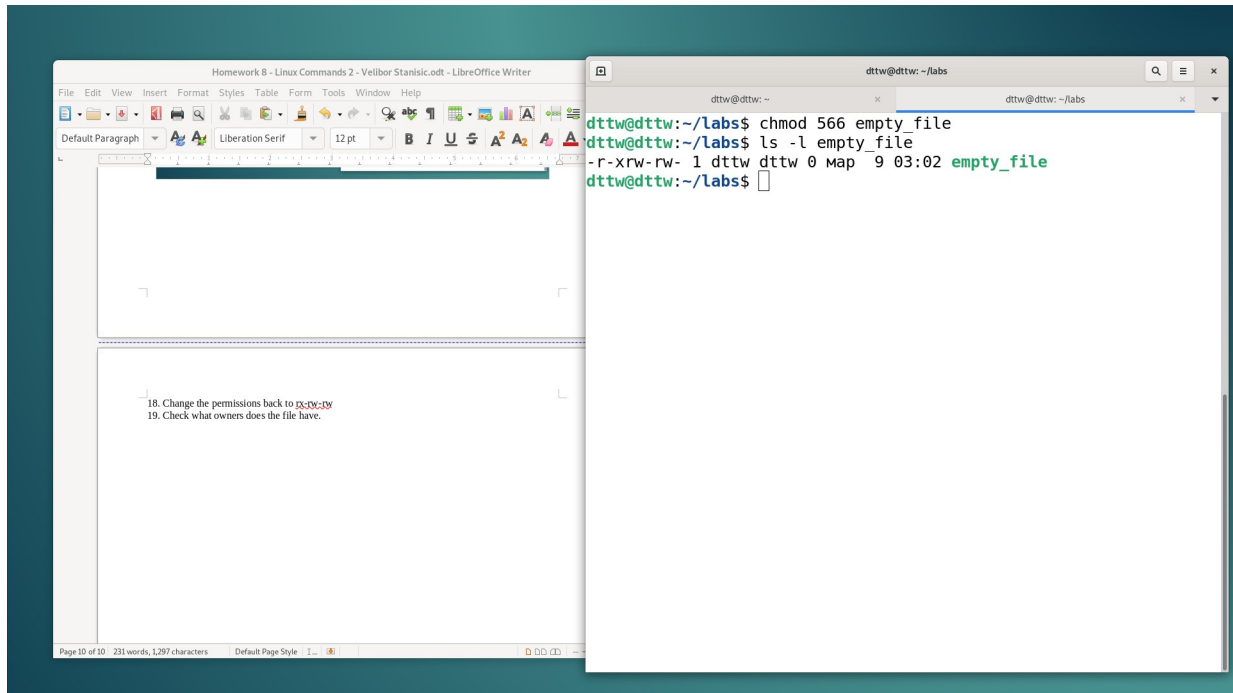 Homework 8 - Linux Commands 2 - Velibor Stanisic.odt - LibreOffice Writer
File Edit View Insert Format Styles Table Form Tools Window Help
Default Paragraph Liberation Serif 12 pt B I U S A² A₂ A
18. Change the permissions back to rx-rw-rw
19. Check what owners does the file have.
Page 10 of 10 231 words, 1,297 characters Default Page Style
dttw@dttw: ~/labs
dttw@dttw: ~ dttw@dttw: ~/labs
dttw@dttw:~/labs$ chmod 566 empty_file
dttw@dttw:~/labs$ ls -l empty_file
-r-xrw-rw- 1 dttw dttw 0 мар  9 03:02 empty_file
dttw@dttw:~/labs$